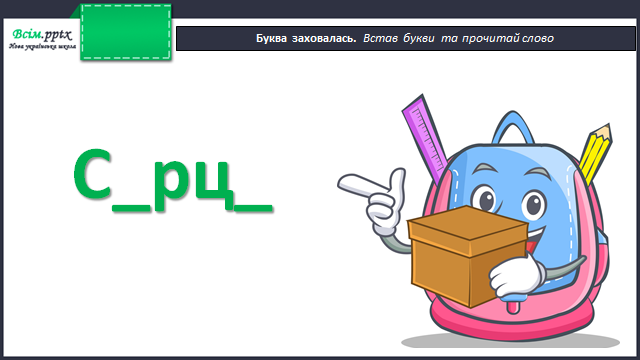 Всім.pptx
Нова українська школа
Буква заховалась. Встав букви та прочитай слово
С_рц_